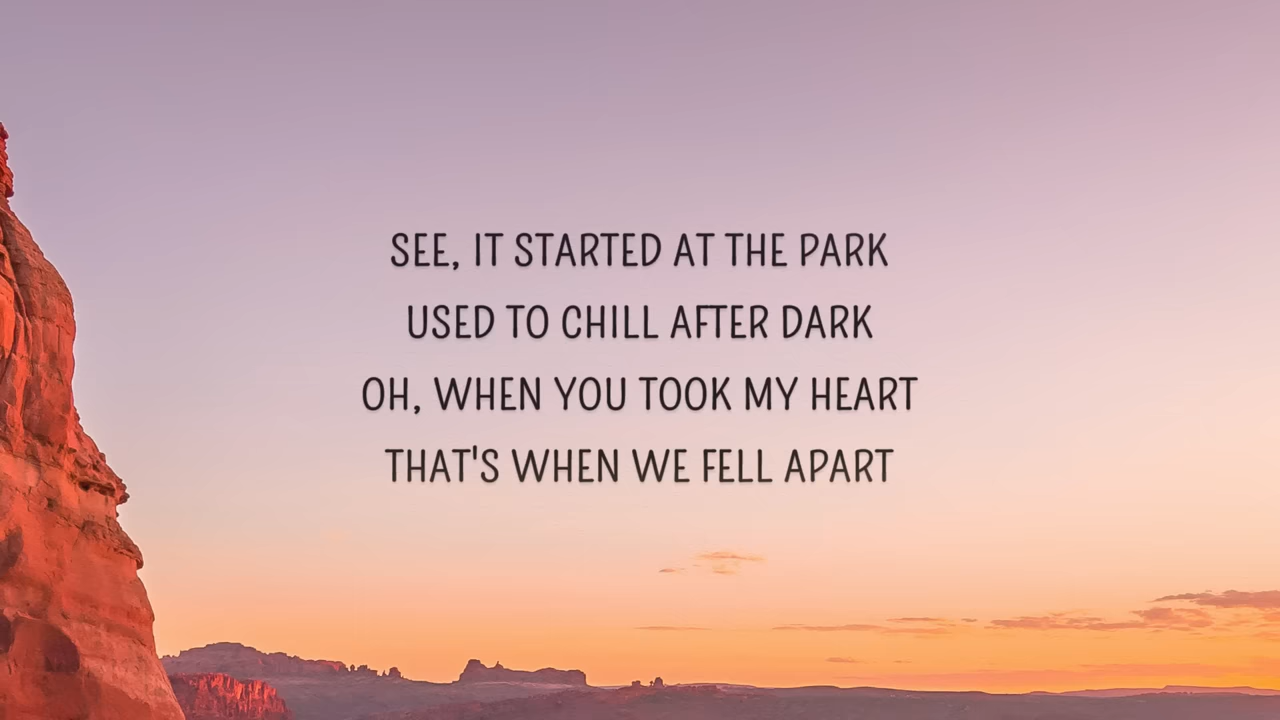 SEE, IT STARTED AT THE PARK
USED TO CHILL AFTER DARK
OH, WHEN YOU TOOK MY HEART
THAT'S WHEN WE FELL APART